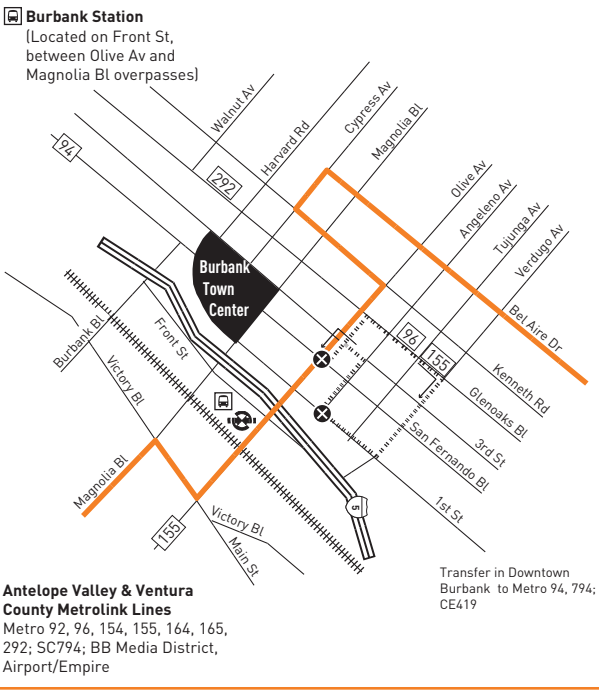 Burbank Station
(Located on Front St,
between Olive Av and
Magnolia Bl overpasses)
Walnut Av
Harvard Rd
Cypress Av
Magnolia Bl
94
292
Olive Av
Angeleno Av
Tujunga Av
Verdugo Av
Burbank
Town
Center
Bel Aire Dr
96
155
Burbank Bl
Front St
Victory Bl
Kenneth Rd
Glenoaks Bl
3rd St
San Fernando Bl
1st St
Magnolia Bl
5
155
Victory Bl
Main St
Transfer in Downtown
Burbank to Metro 94, 794;
CE419
Antelope Valley & Ventura
County Metrolink Lines
Metro 92, 96, 154, 155, 164, 165,
292; SC794; BB Media District,
Airport/Empire